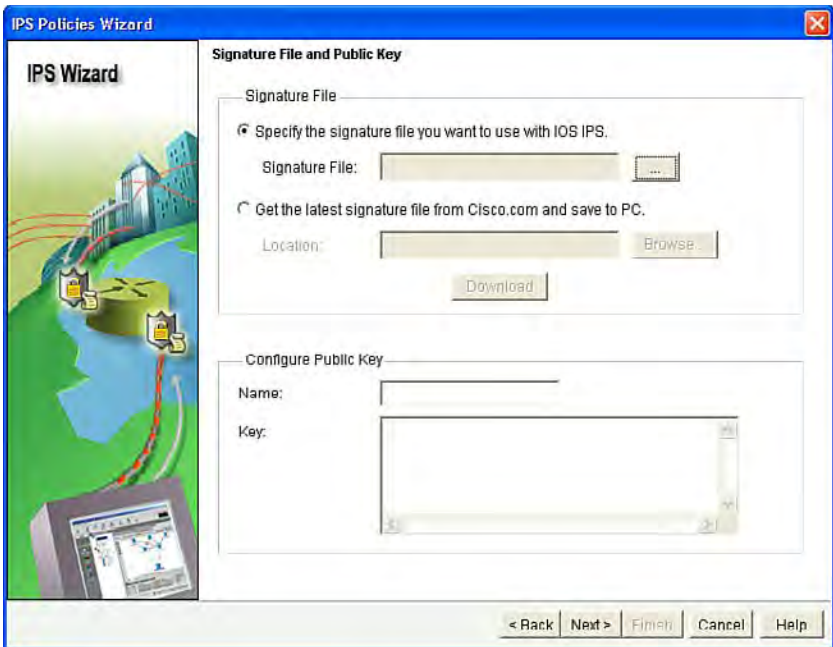 IPS Policies Wizard
IPS Wizard
Signature File and Public Key
Signature File
Specify the signature file you want to use with IOS IPS.
Signature File:
...
Get the latest signature file from Cisco.com and save to PC.
Location:
Browse...
Download
Configure Public Key
Name:
Key:
< Back Next > Finish Cancel Help